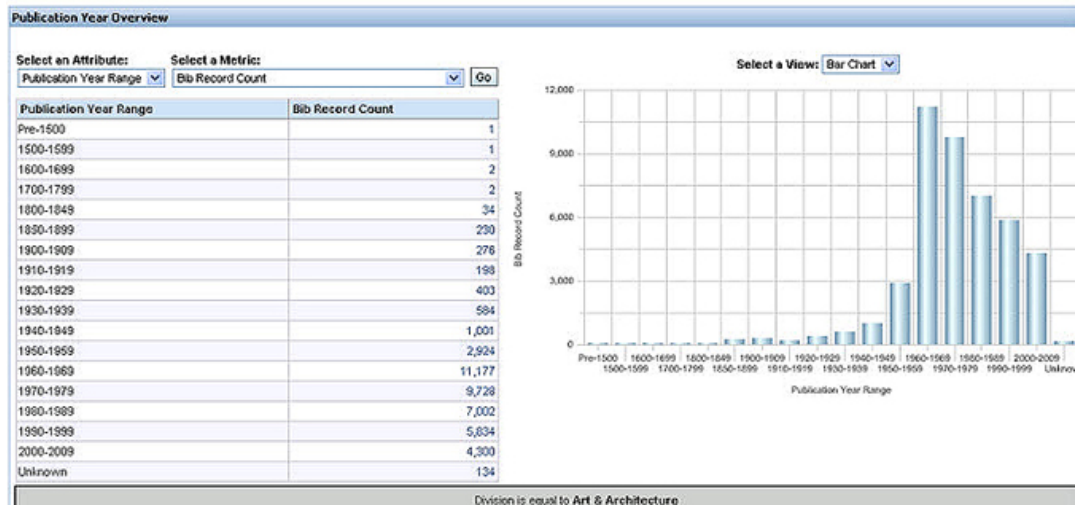 Publication Year Overview
Select an Attribute: Select a Metric:
Publication Year Range Bib Record Count Go
Publication Year Range Bib Record Count
Pre-1500 1
1500-1599 1
1600-1699 2
1700-1799 2
1800-1849 34
1850-1899 230
1900-1909 276
1910-1919 198
1920-1929 403
1930-1939 584
1940-1949 1,001
1950-1959 2,924
1960-1969 11,177
1970-1979 9,728
1980-1989 7,002
1990-1999 5,834
2000-2009 4,300
Unknown 134
Select a View: Bar Chart
12,000
9,000
6,000
3,000
0
Bib Record Count
Pre-1500 1600-1699 1800-1849 1900-1909 1920-1929 1940-1949 1960-1969 1980-1989 2000-2009
1500-1599 1700-1799 1850-1899 1910-1919 1930-1939 1950-1959 1970-1979 1990-1999 Unknow
Publication Year Range
Division is equal to Art & Architecture